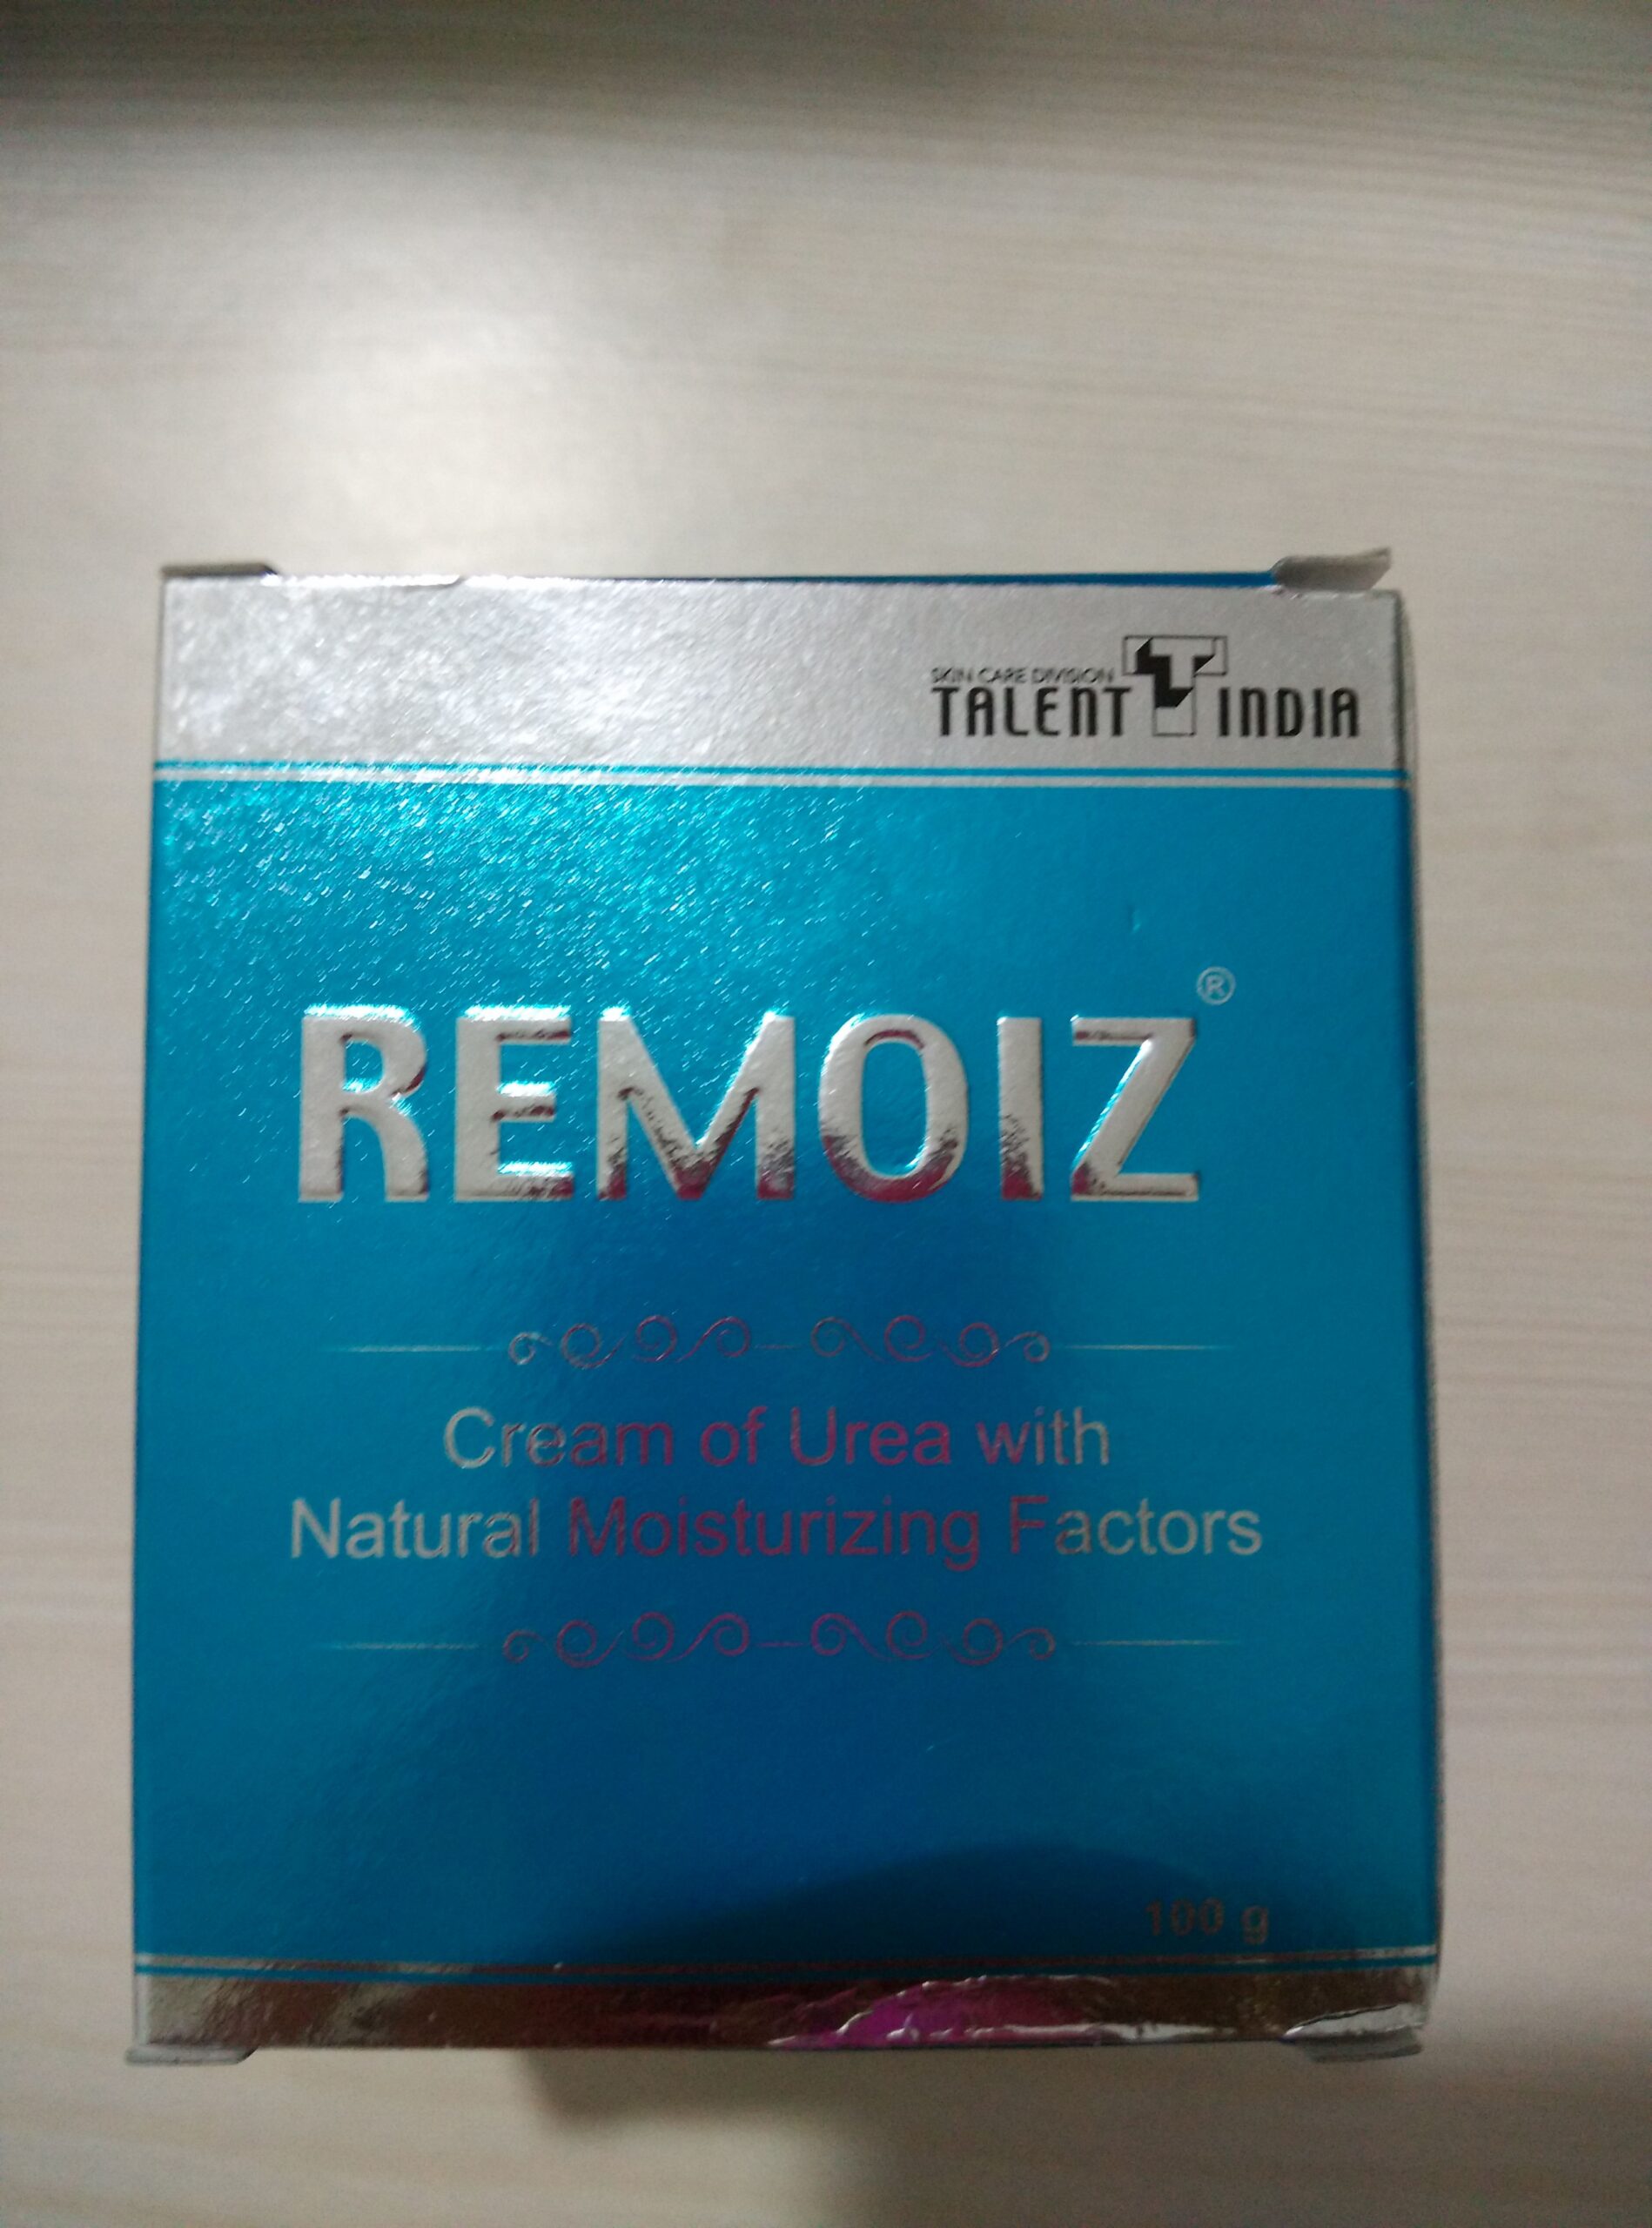 SKIN CARE DIVISION
TALENT INDIA
REMOIZ®
Cream of Urea with
Natural Moisturizing Factors
100 g